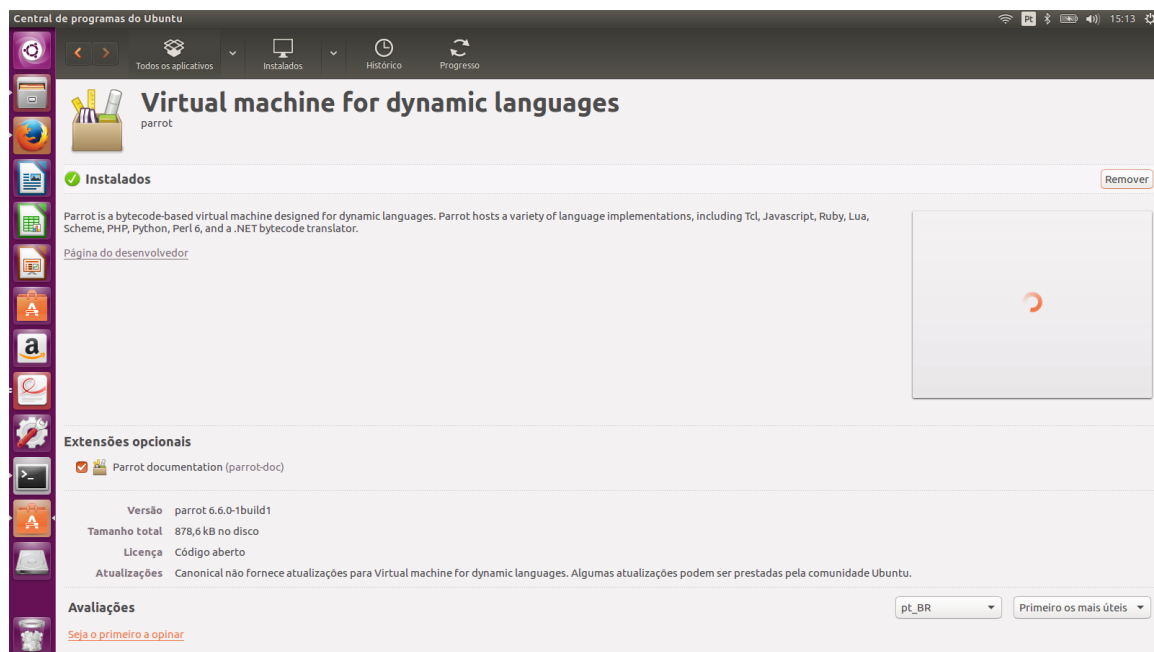 Central de programas do Ubuntu
Pt
15:13
Todos os aplicativos
Instalados
Histórico
Progresso
Virtual machine for dynamic languages
parrot
Instalados
Remover
Parrot is a bytecode-based virtual machine designed for dynamic languages. Parrot hosts a variety of language implementations, including Tcl, Javascript, Ruby, Lua,
Scheme, PHP, Python, Perl 6, and a .NET bytecode translator.
Página do desenvolvedor
Extensões opcionais
Parrot documentation (parrot-doc)
Versão parrot 6.6.0-1build1
Tamanho total 878,6 kB no disco
Licença Código aberto
Atualizações Canonical não fornece atualizações para Virtual machine for dynamic languages. Algumas atualizações podem ser prestadas pela comunidade Ubuntu.
Avaliações
pt_BR
Primeiro os mais úteis
Seja o primeiro a opinar